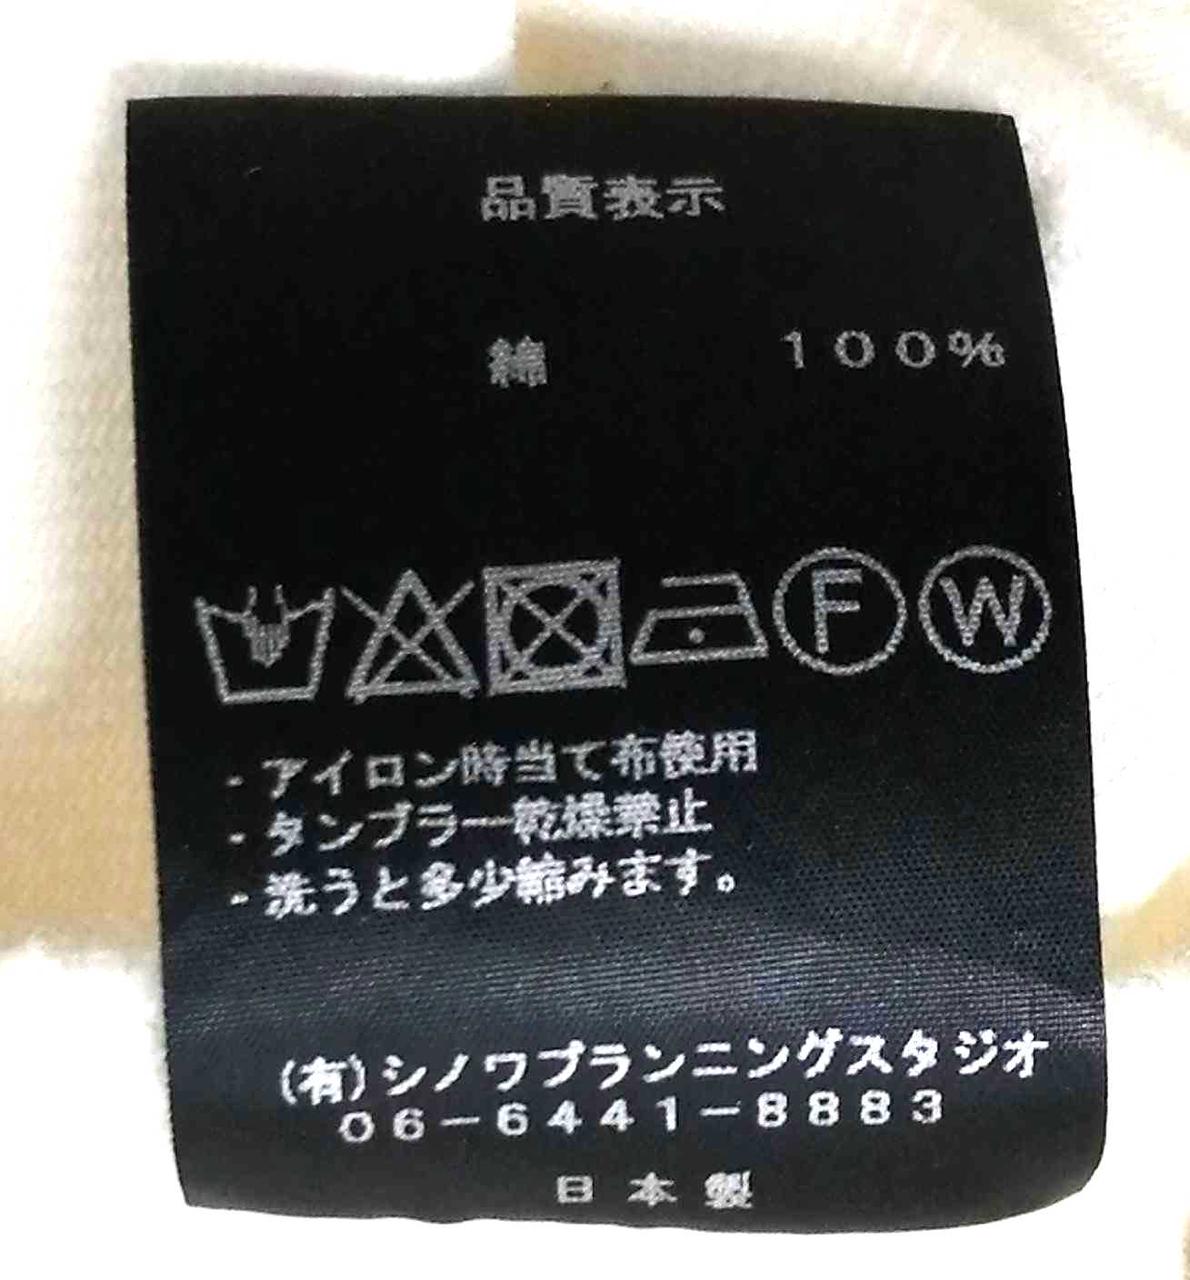 品質表示
綿 100%
F W
・アイロン時当て布使用
・タンブラー乾燥禁止
・洗うと多少縮みます。
(有)シノワプランニングスタジオ
06-6441-8883
日本製